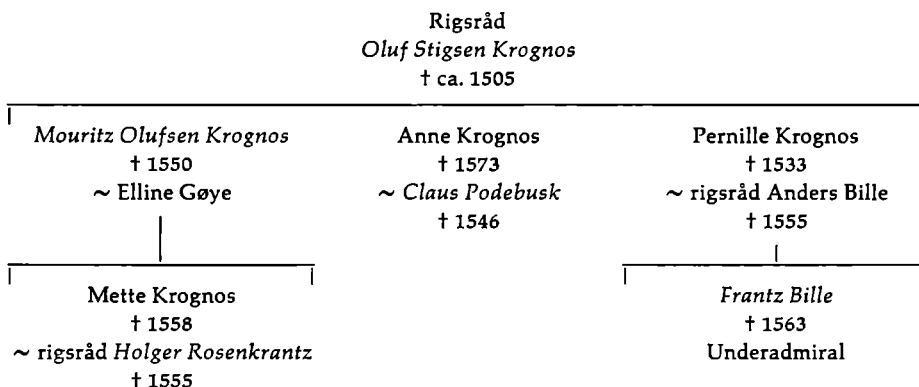 Rigsråd
Oluf Stigsen Krognos
† ca. 1505
Mouritz Olufsen Krognos
† 1550
~ Elline Gøye
Anne Krognos
† 1573
~ Claus Podebusk
† 1546
Pernille Krognos
† 1533
~ rigsråd Anders Bille
† 1555
Mette Krognos
† 1558
~ rigsråd Holger Rosenkrantz
† 1555
Frantz Bille
† 1563
Underadmiral